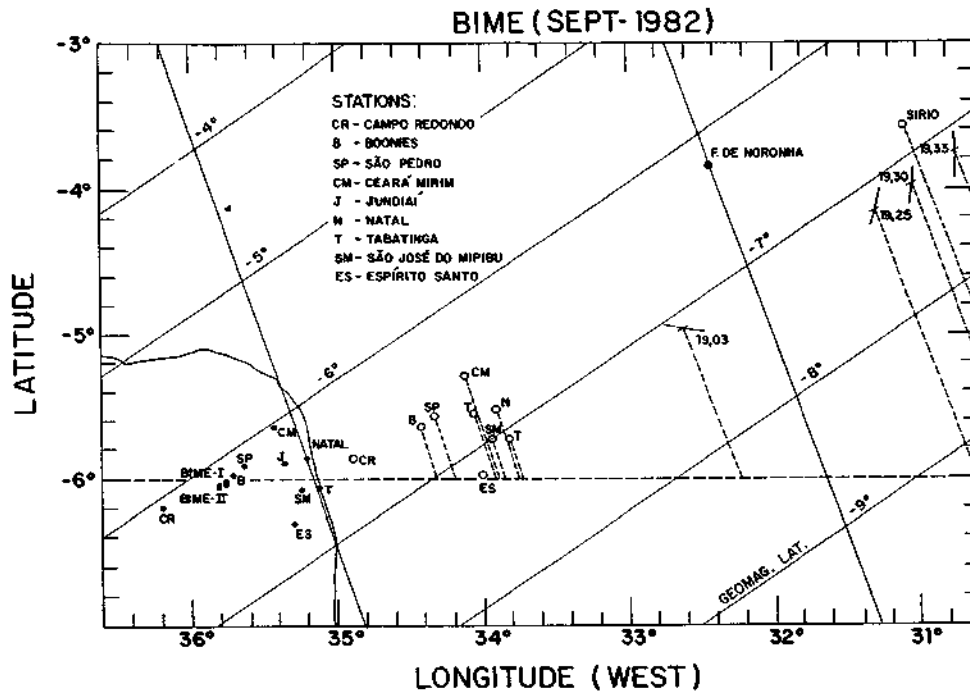 BIME (SEPT-1982)
-3°
-4°
-5°
-6°
LATITUDE
STATIONS:
CR - CAMPO REDONDO
B - BOONIES
SP - SÃO PEDRO
CM - CEARÁ MIRIM
J - JUNDIAÍ
N - NATAL
T - TABATINGA
SM - SÃO JOSÉ DO MIPIBU
ES - ESPÍRITO SANTO
-4°
-5°
-6°
-7°
-8°
-9°
SIRIO
F. DE NORONHA
19,33
19,30
19,25
19,03
CM
T
N
SP
B
SM
T
ES
CM
NATAL
CR
SP
J
BIME-I
B
BIME-II
SM
T
CR
ES
GEOMAG. LAT.
36°
35°
34°
33°
32°
31°
LONGITUDE (WEST)